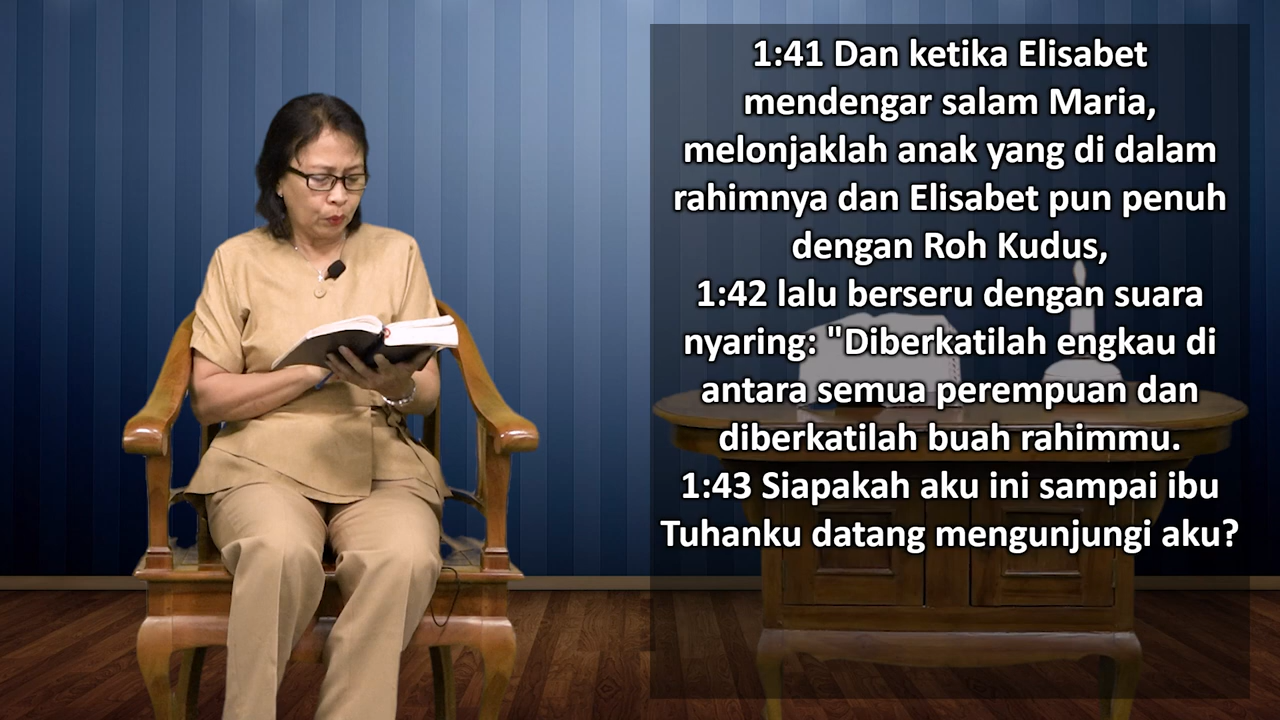 1:41 Dan ketika Elisabet
mendengar salam Maria,
melonjaklah anak yang di dalam
rahimnya dan Elisabet pun penuh
dengan Roh Kudus,
1:42 lalu berseru dengan suara
nyaring: "Diberkatilah engkau di
antara semua perempuan dan
diberkatilah buah rahimmu.
1:43 Siapakah aku ini sampai ibu
Tuhanku datang mengunjungi aku?